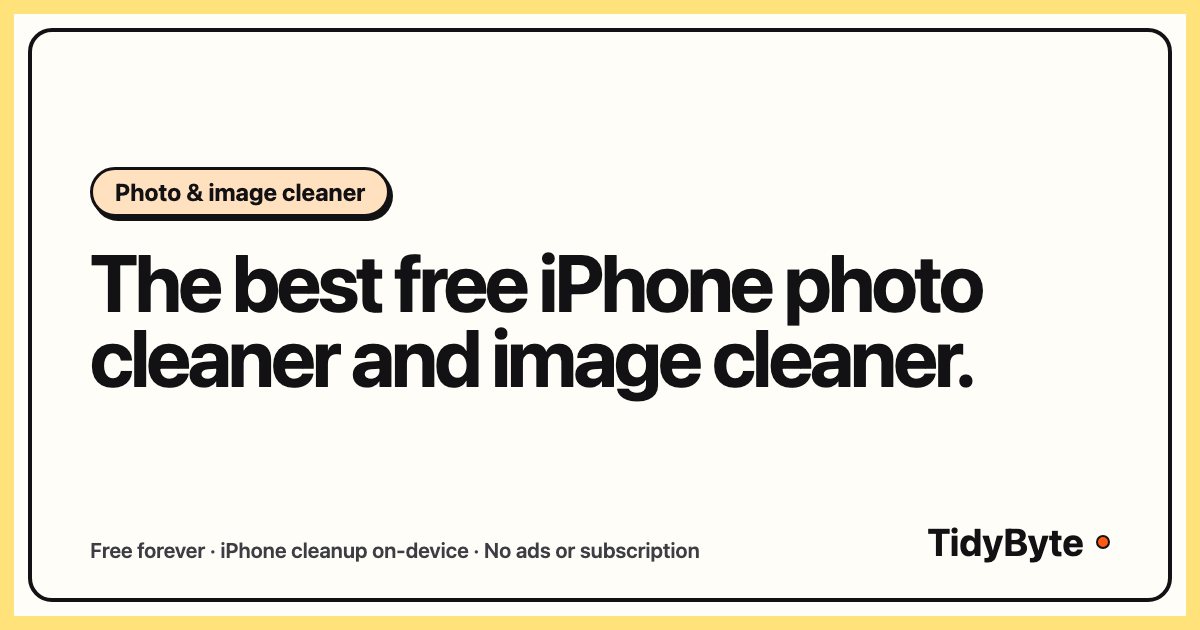 Photo & image cleaner
The best free iPhone photo
cleaner and image cleaner.
Free forever · iPhone cleanup on-device · No ads or subscription
TidyByte